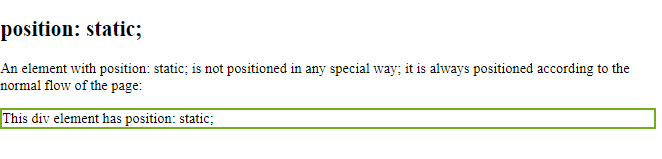 position: static;
An element with position: static; is not positioned in any special way; it is always positioned according to the
normal flow of the page:
This div element has position: static;